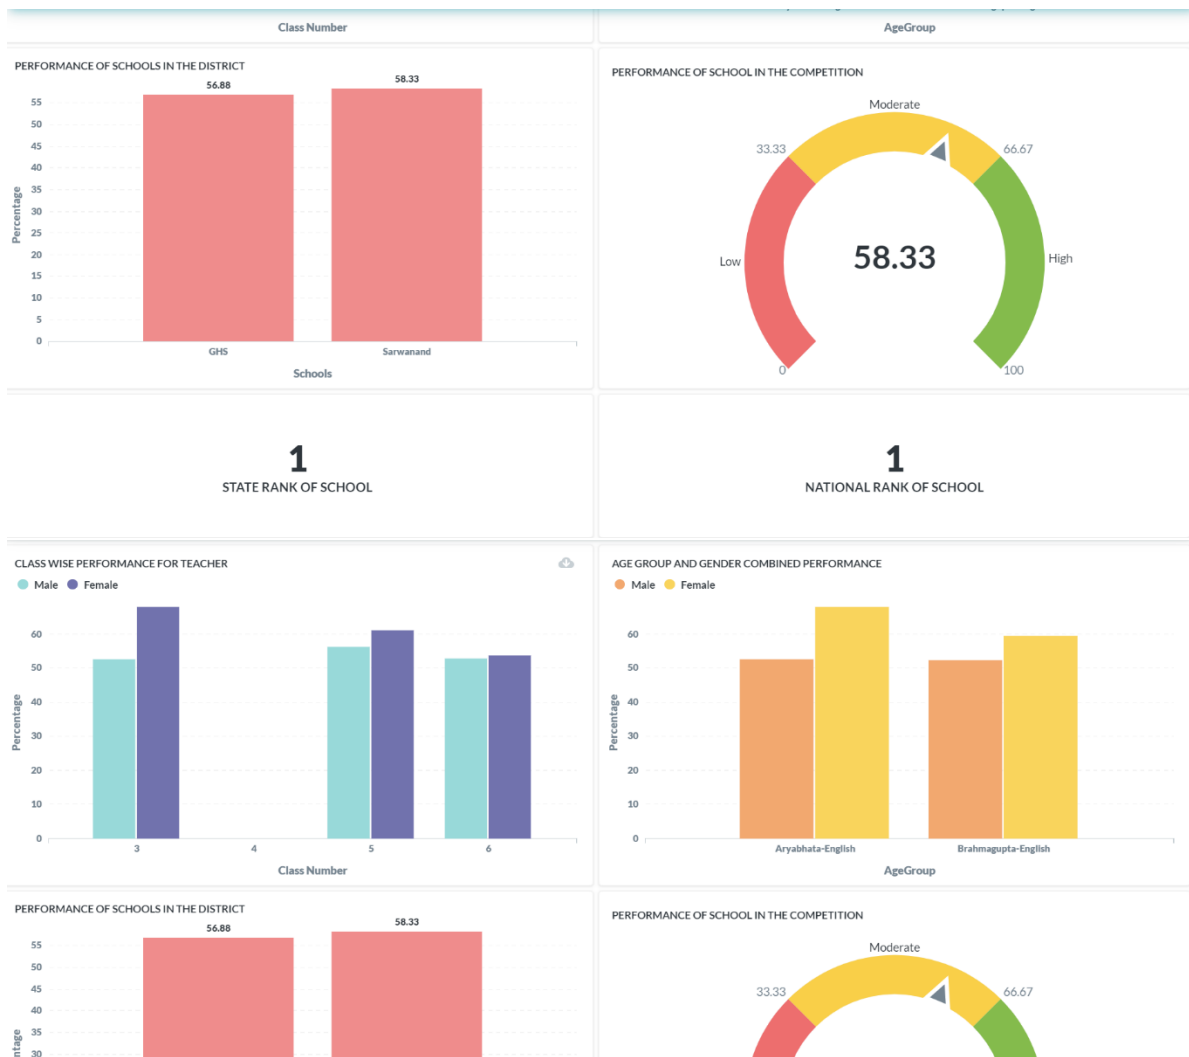 Class Number
AgeGroup
PERFORMANCE OF SCHOOLS IN THE DISTRICT
56.88
58.33
55
50
45
40
35
30
25
20
15
10
5
0
Percentage
GHS
Sarwanand
Schools
PERFORMANCE OF SCHOOL IN THE COMPETITION
Moderate
33.33
66.67
Low
58.33
High
0
100
1
STATE RANK OF SCHOOL
1
NATIONAL RANK OF SCHOOL
CLASS WISE PERFORMANCE FOR TEACHER
Male Female
60
50
40
30
20
10
0
Percentage
3 4 5 6
Class Number
AGE GROUP AND GENDER COMBINED PERFORMANCE
Male Female
60
50
40
30
20
10
0
Percentage
Aryabhata-English
Brahmagupta-English
AgeGroup
PERFORMANCE OF SCHOOLS IN THE DISTRICT
56.88
58.33
55
50
45
40
35
30
PERFORMANCE OF SCHOOL IN THE COMPETITION
Moderate
33.33
66.67